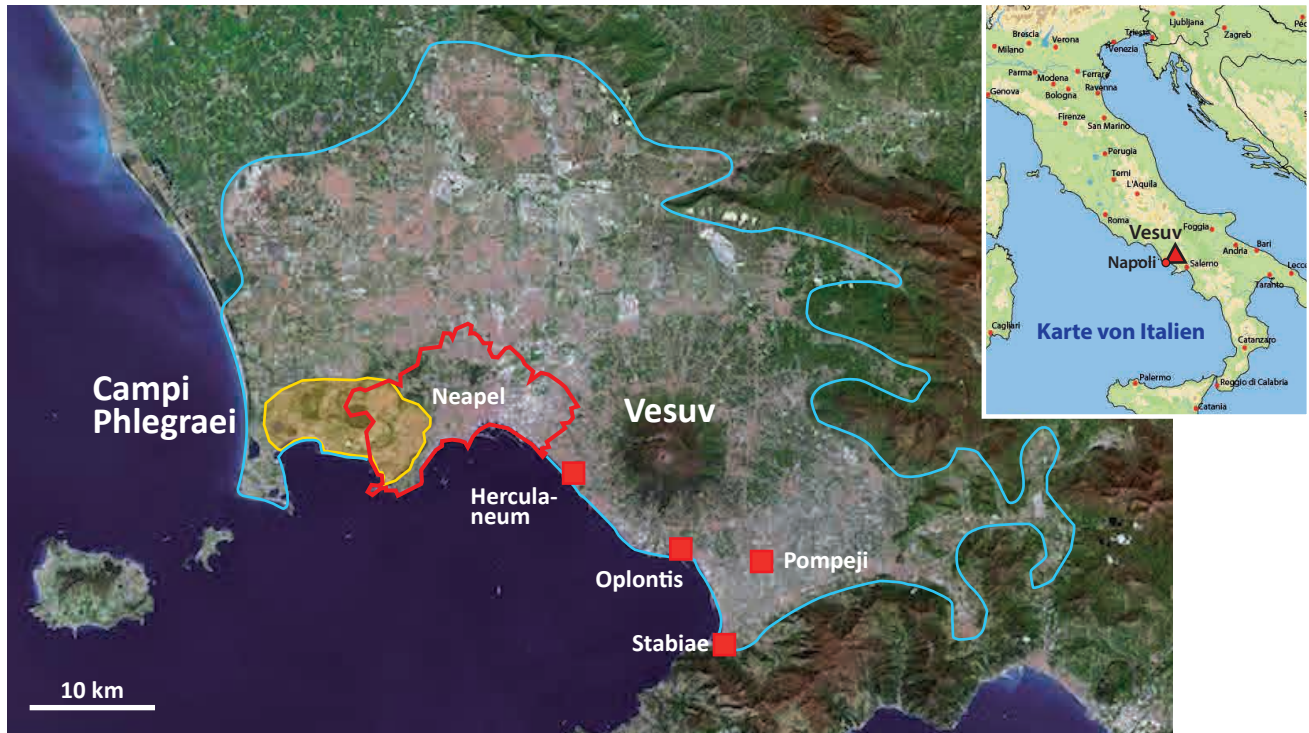 Campi
Phlegraei
Neapel
Vesuv
Hercula-
neum
Oplontis
Pompeji
Stabiae
10 km
Ljubljana
Zagreb
Brescia
Verona
Trieste
Venezia
Milano
Parma
Modena
Ferrara
Genova
Bologna
Ravenna
Firenze
San Marino
Perugia
Terni
L'Aquila
Roma
Foggia
Vesuv
Napoli
Salerno
Andria
Bari
Taranto
Cagliari
Karte von Italien
Catanzaro
Palermo
Reggio di Calabria
Catania